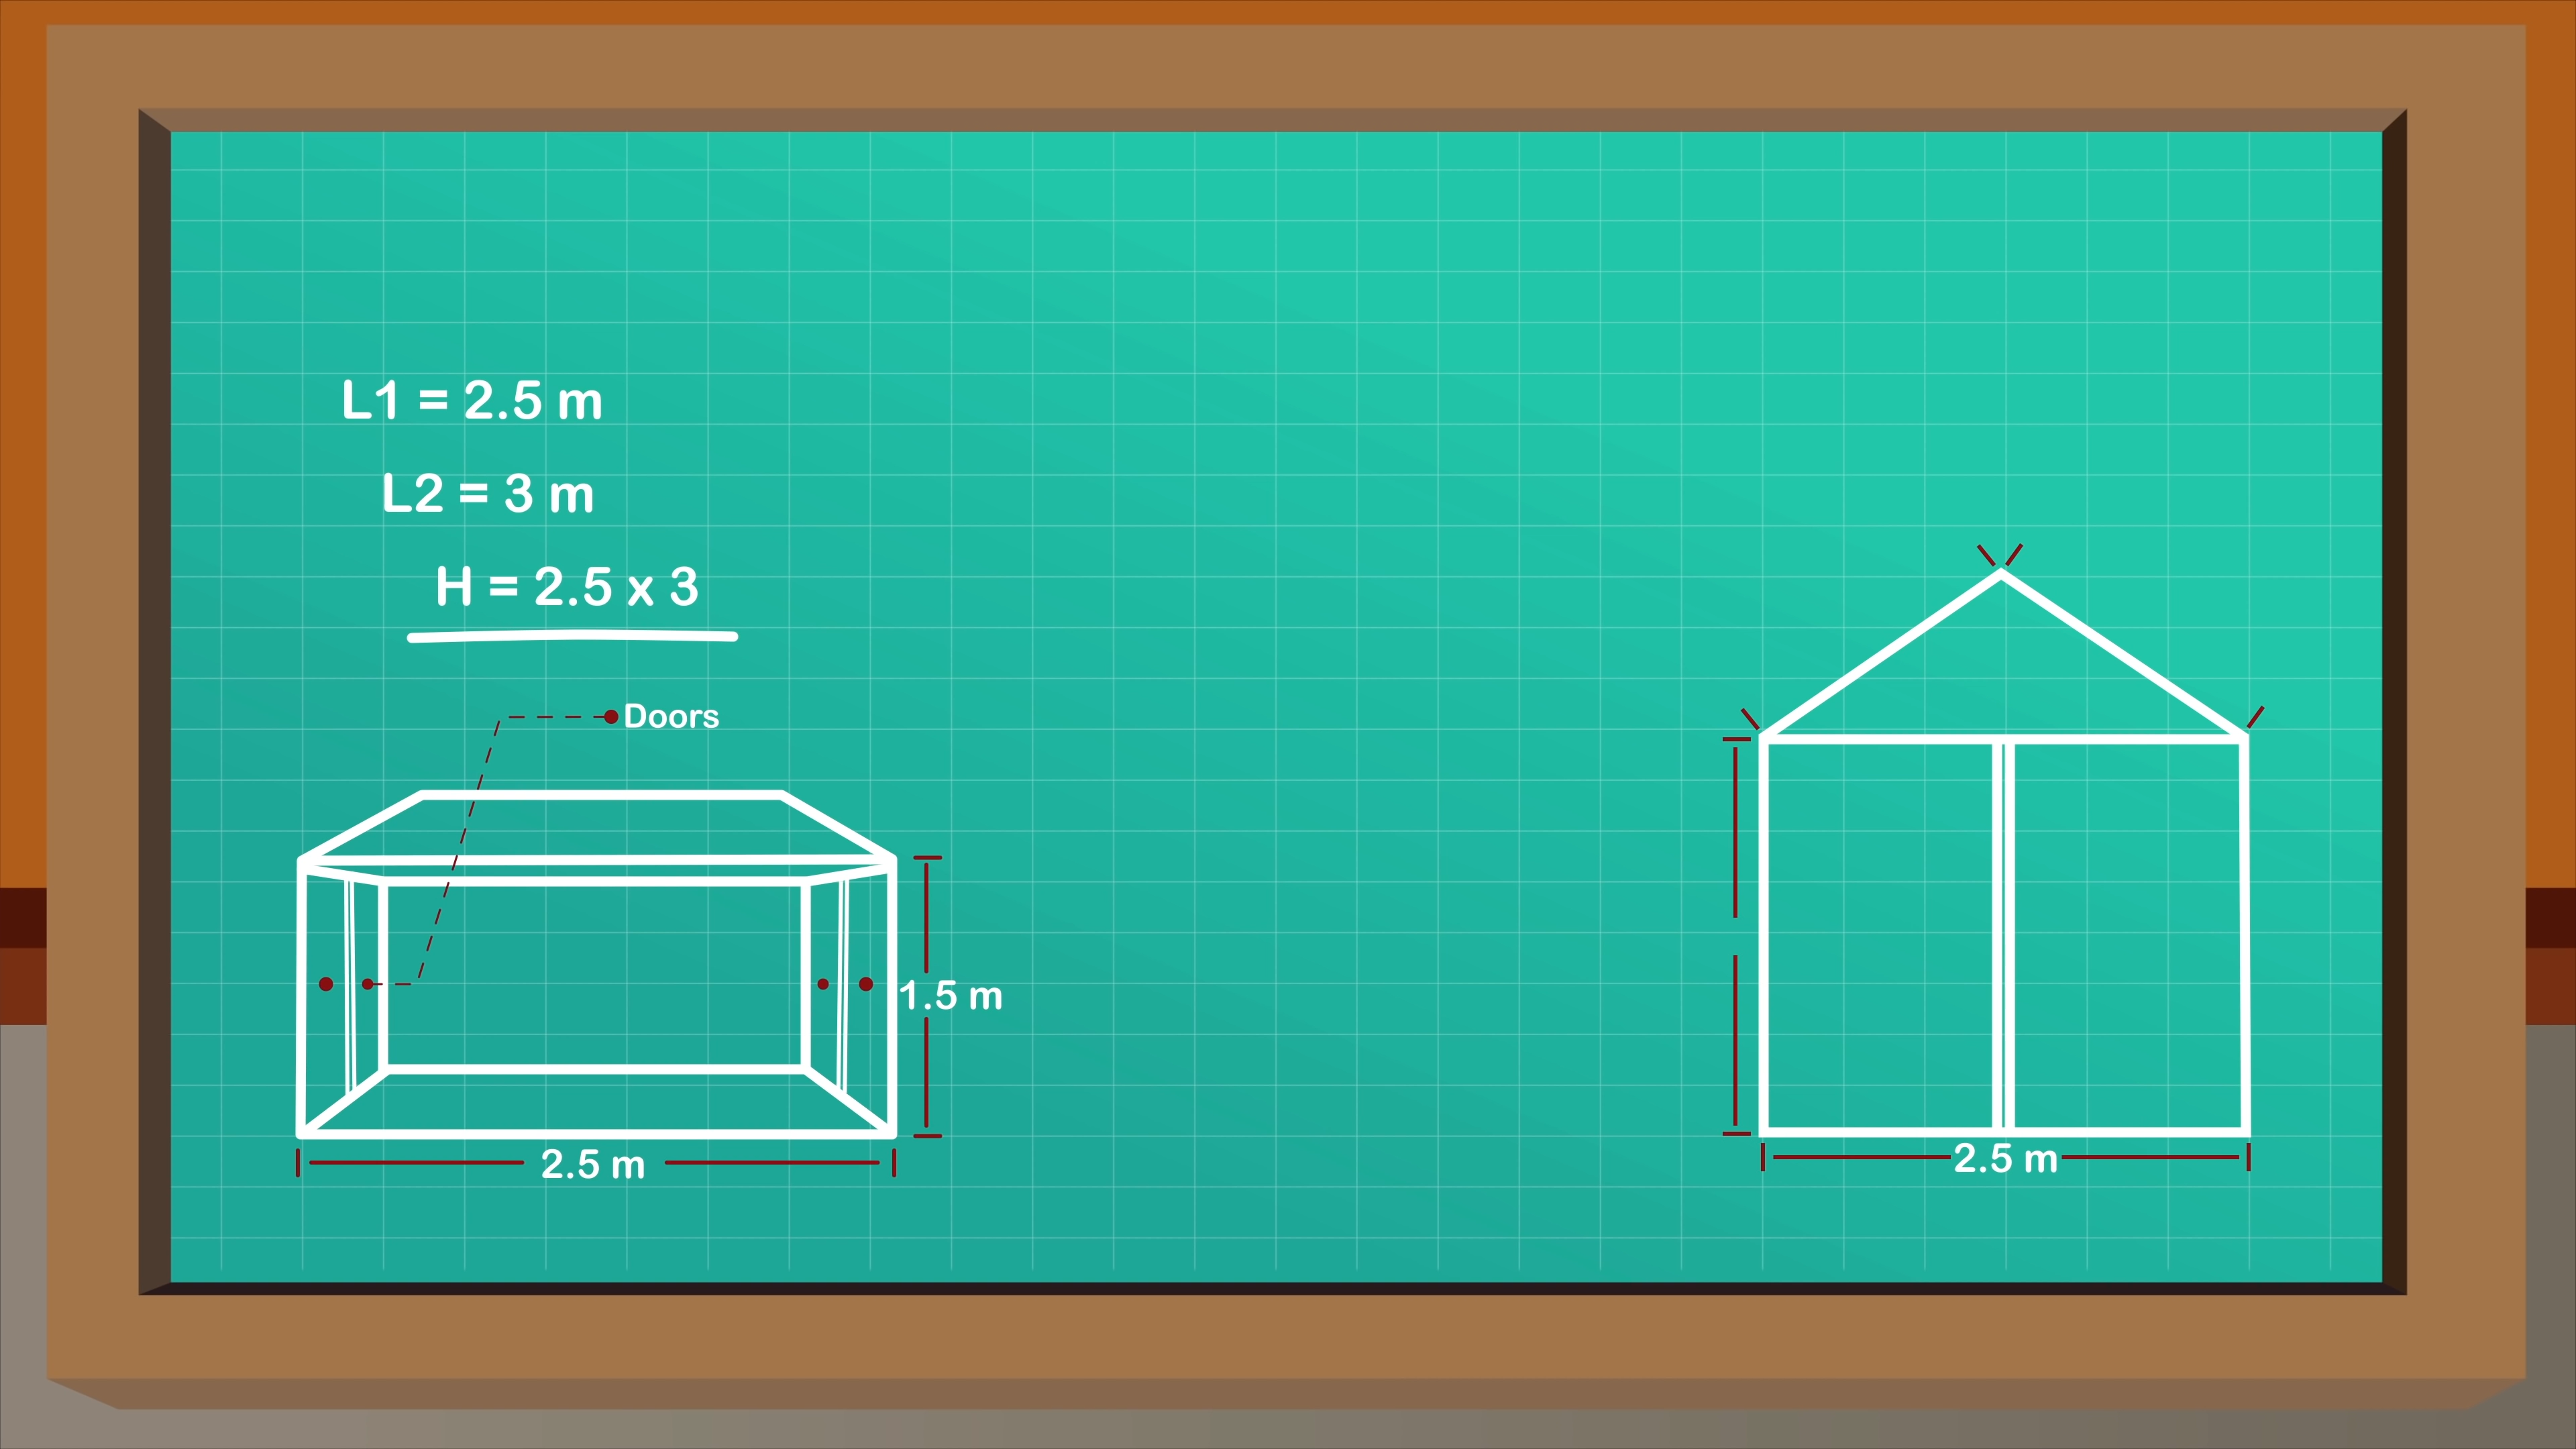 L1 = 2.5 m
L2 = 3 m
H = 2.5 x 3
Doors
1.5 m
2.5 m
2.5 m